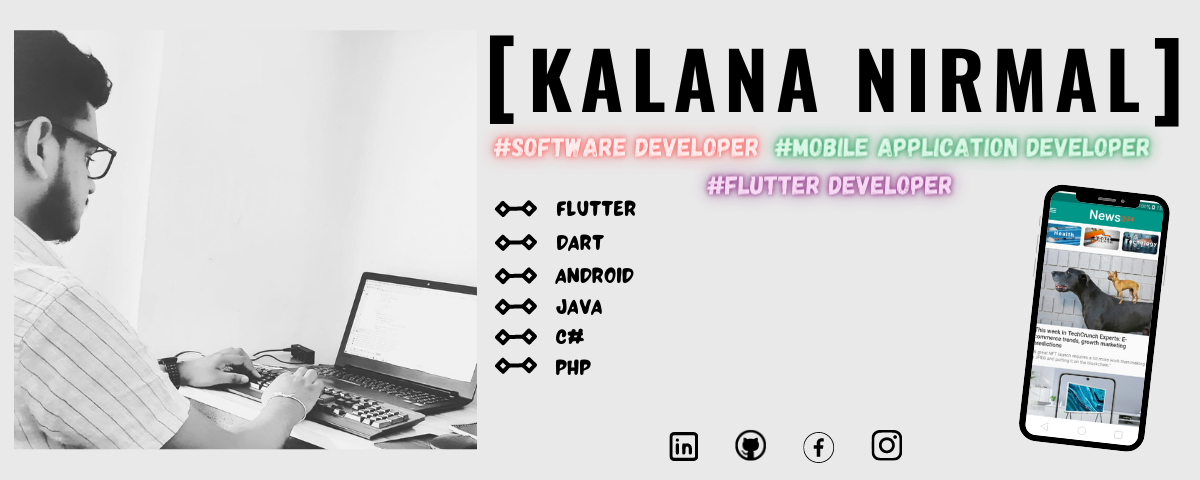 [KALANA NIRMAL]
#SOFTWARE DEVELOPER #MOBILE APPLICATION DEVELOPER
#FLUTTER DEVELOPER
FLUTTER
DART
ANDROID
JAVA
C#
PHP
News
Health
This week in TechCrunch Experts: E-
commerce trends, growth marketing
predictions
in
f